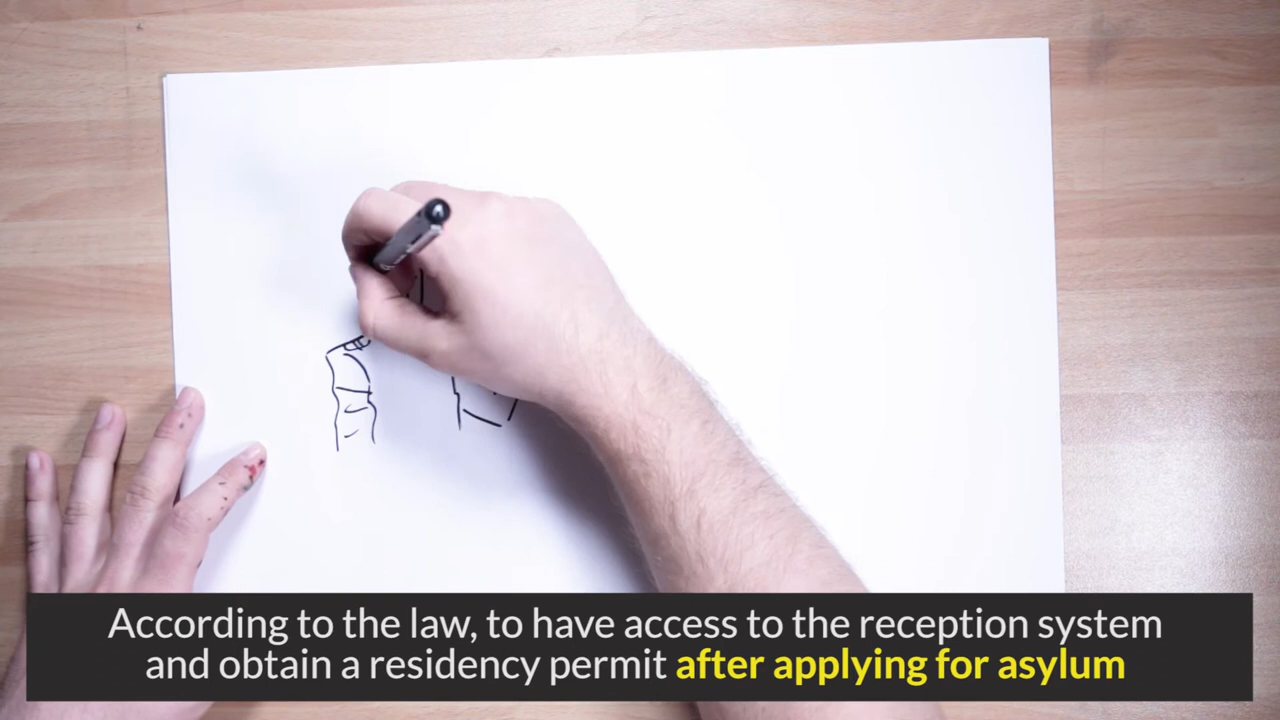 According to the law, to have access to the reception system
and obtain a residency permit after applying for asylum